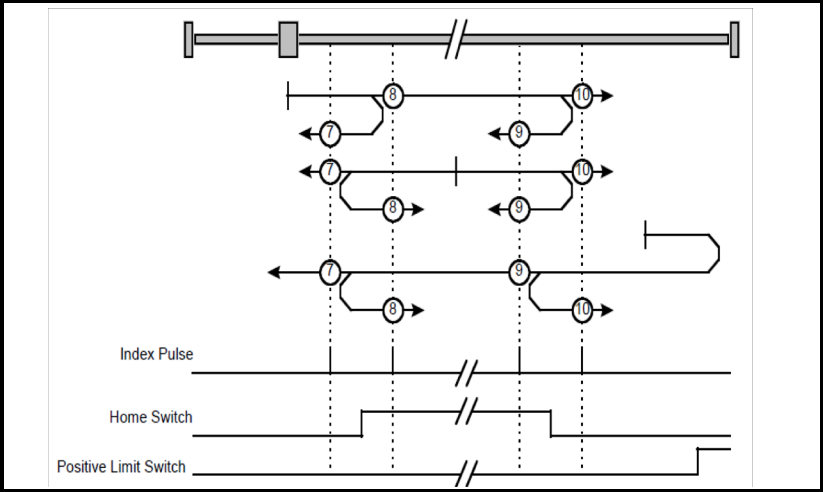 8 10
7 9
7 10
8 9
7 9
8 10
Index Pulse
Home Switch
Positive Limit Switch